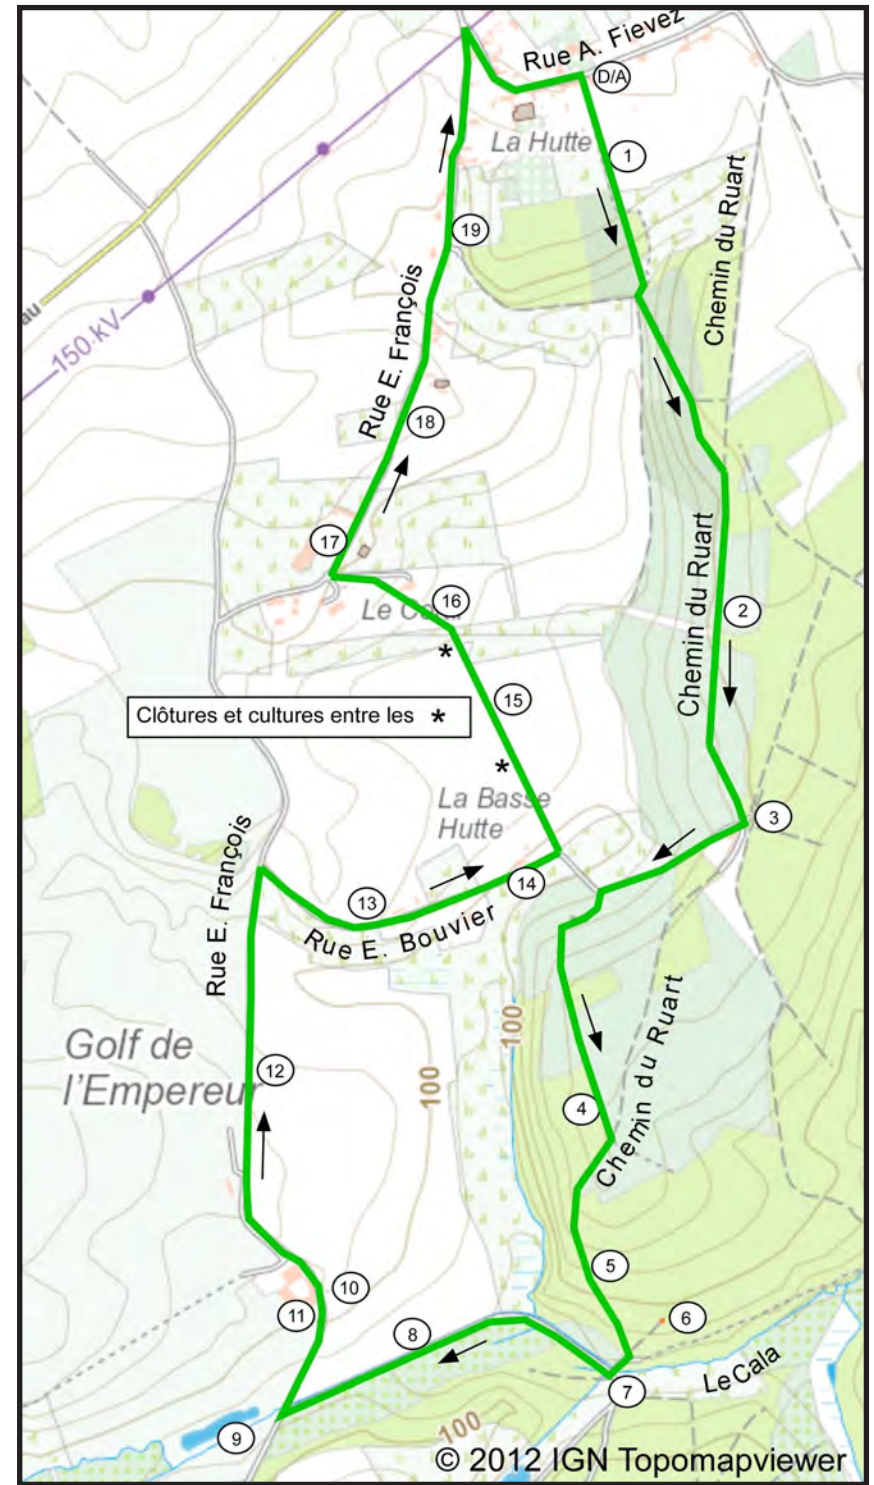 Rue A. Fievez
D/A
La Hutte
1
Chemin du Ruart
19
au
150 kV
Rue E. François
18
17
16
Le
Chemin du Ruart
2
15
Clôtures et cultures entre les *
*
*
La Basse
Hutte
3
Rue E. François
13
14
Rue E. Bouvier
100
100
Golf de
l'Empereur
12
4
Chemin du Ruart
5
10
11
6
8
7
Le Cala
9
100
© 2012 IGN Topomapviewer